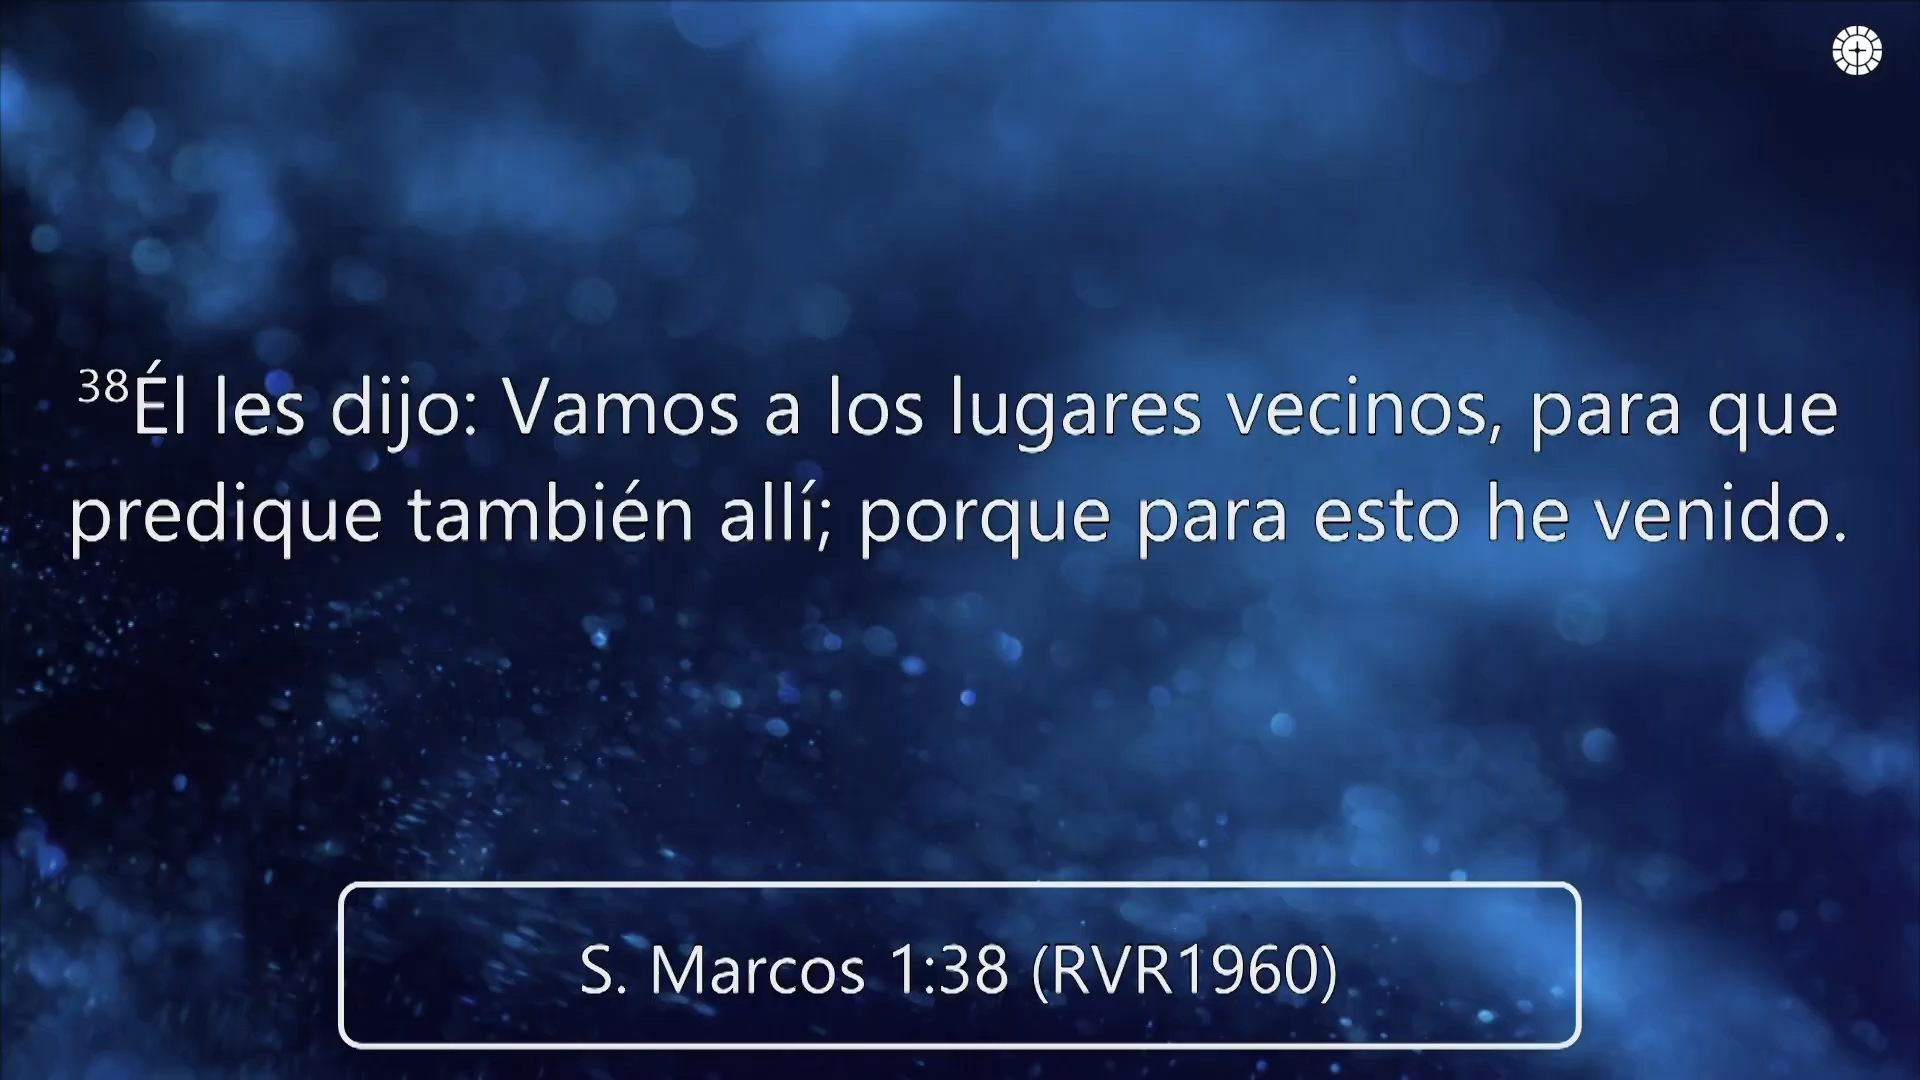 38Él les dijo: Vamos a los lugares vecinos, para que
predique también allí; porque para esto he venido.
S. Marcos 1:38 (RVR1960)